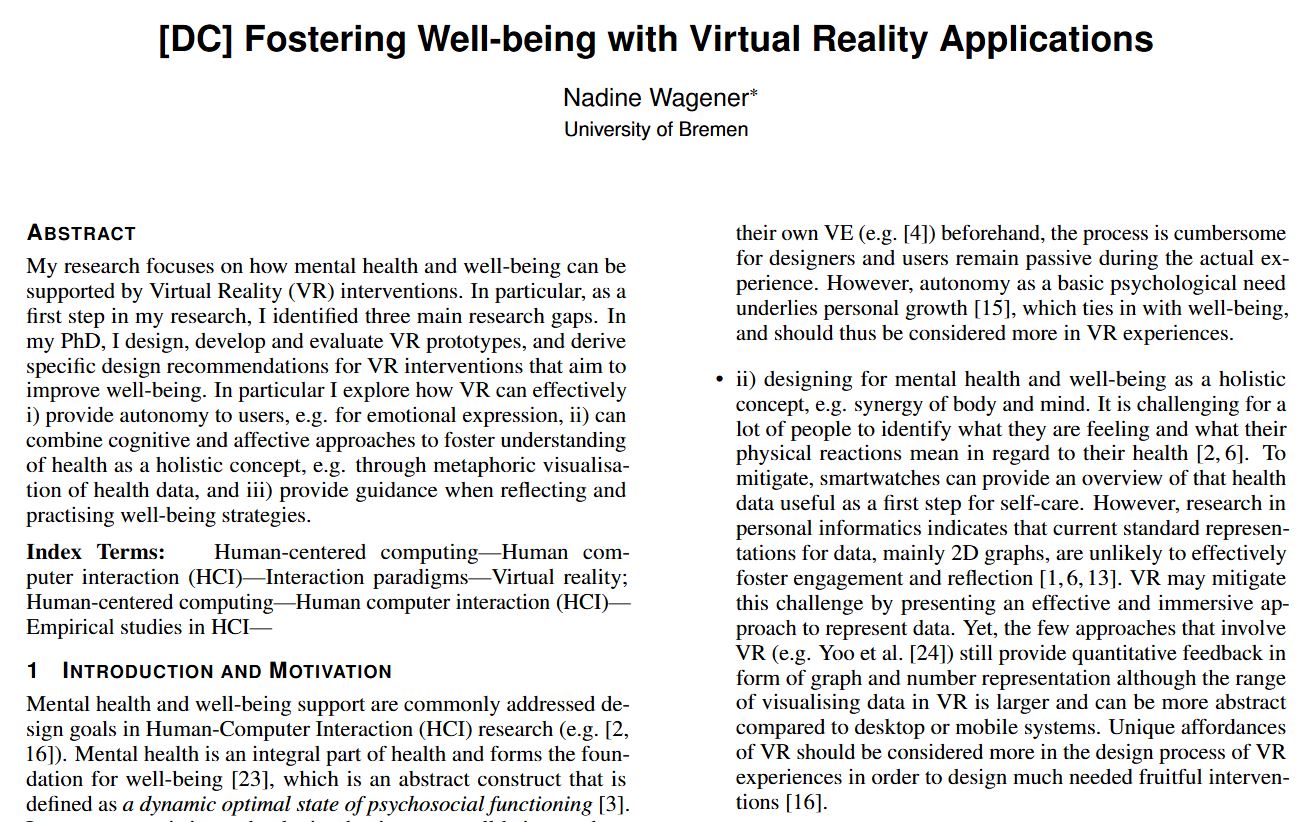 [DC] Fostering Well-being with Virtual Reality Applications
Nadine Wagener*
University of Bremen
ABSTRACT
My research focuses on how mental health and well-being can be
supported by Virtual Reality (VR) interventions. In particular, as a
first step in my research, I identified three main research gaps. In
my PhD, I design, develop and evaluate VR prototypes, and derive
specific design recommendations for VR interventions that aim to
improve well-being. In particular I explore how VR can effectively
i) provide autonomy to users, e.g. for emotional expression, ii) can
combine cognitive and affective approaches to foster understanding
of health as a holistic concept, e.g. through metaphoric visualisa-
tion of health data, and iii) provide guidance when reflecting and
practising well-being strategies.
Index Terms: Human-centered computing—Human com-
puter interaction (HCI)—Interaction paradigms—Virtual reality;
Human-centered computing—Human computer interaction (HCI)—
Empirical studies in HCI—
1 INTRODUCTION AND MOTIVATION
Mental health and well-being support are commonly addressed de-
sign goals in Human-Computer Interaction (HCI) research (e.g. [2,
16]). Mental health is an integral part of health and forms the foun-
dation for well-being [23], which is an abstract construct that is
defined as a dynamic optimal state of psychosocial functioning [3].
their own VE (e.g. [4]) beforehand, the process is cumbersome
for designers and users remain passive during the actual ex-
perience. However, autonomy as a basic psychological need
underlies personal growth [15], which ties in with well-being,
and should thus be considered more in VR experiences.
• ii) designing for mental health and well-being as a holistic
concept, e.g. synergy of body and mind. It is challenging for a
lot of people to identify what they are feeling and what their
physical reactions mean in regard to their health [2, 6]. To
mitigate, smartwatches can provide an overview of that health
data useful as a first step for self-care. However, research in
personal informatics indicates that current standard represen-
tations for data, mainly 2D graphs, are unlikely to effectively
foster engagement and reflection [1, 6, 13]. VR may mitigate
this challenge by presenting an effective and immersive ap-
proach to represent data. Yet, the few approaches that involve
VR (e.g. Yoo et al. [24]) still provide quantitative feedback in
form of graph and number representation although the range
of visualising data in VR is larger and can be more abstract
compared to desktop or mobile systems. Unique affordances
of VR should be considered more in the design process of VR
experiences in order to design much needed fruitful interven-
tions [16].